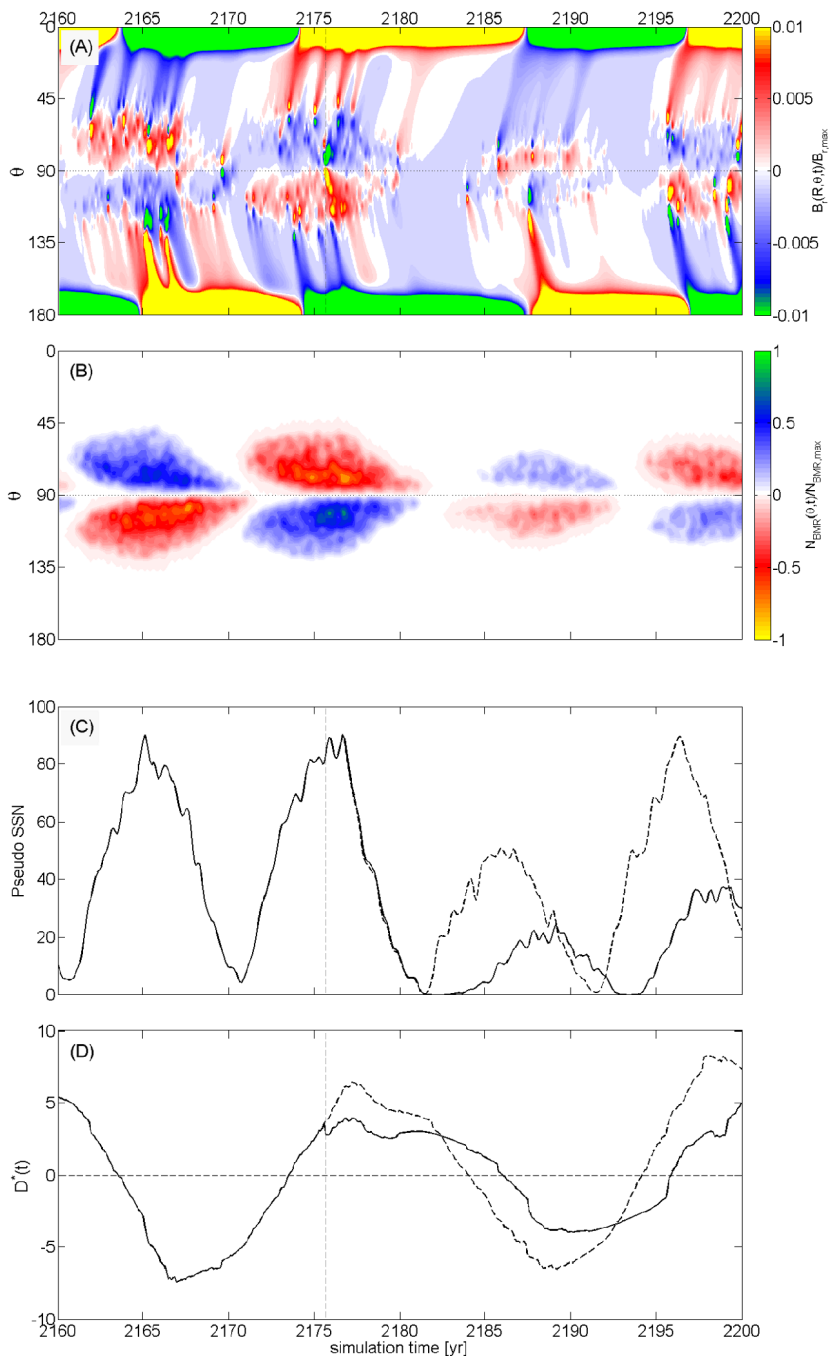 2160 2165 2170 2175 2180 2185 2190 2195 2200
(A)
0
45
90
135
180
θ
0.01
0.005
0
-0.005
-0.01
B_r(R,θ,t)/B_r,max
(B)
0
45
90
135
180
θ
1
0.5
0
-0.5
-1
N_BMR(θ,t)/N_BMR,max
(C)
100
80
60
40
20
0
Pseudo SSN
(D)
10
5
0
-5
-10
D*(t)
2160 2165 2170 2175 2180 2185 2190 2195 2200
simulation time [yr]